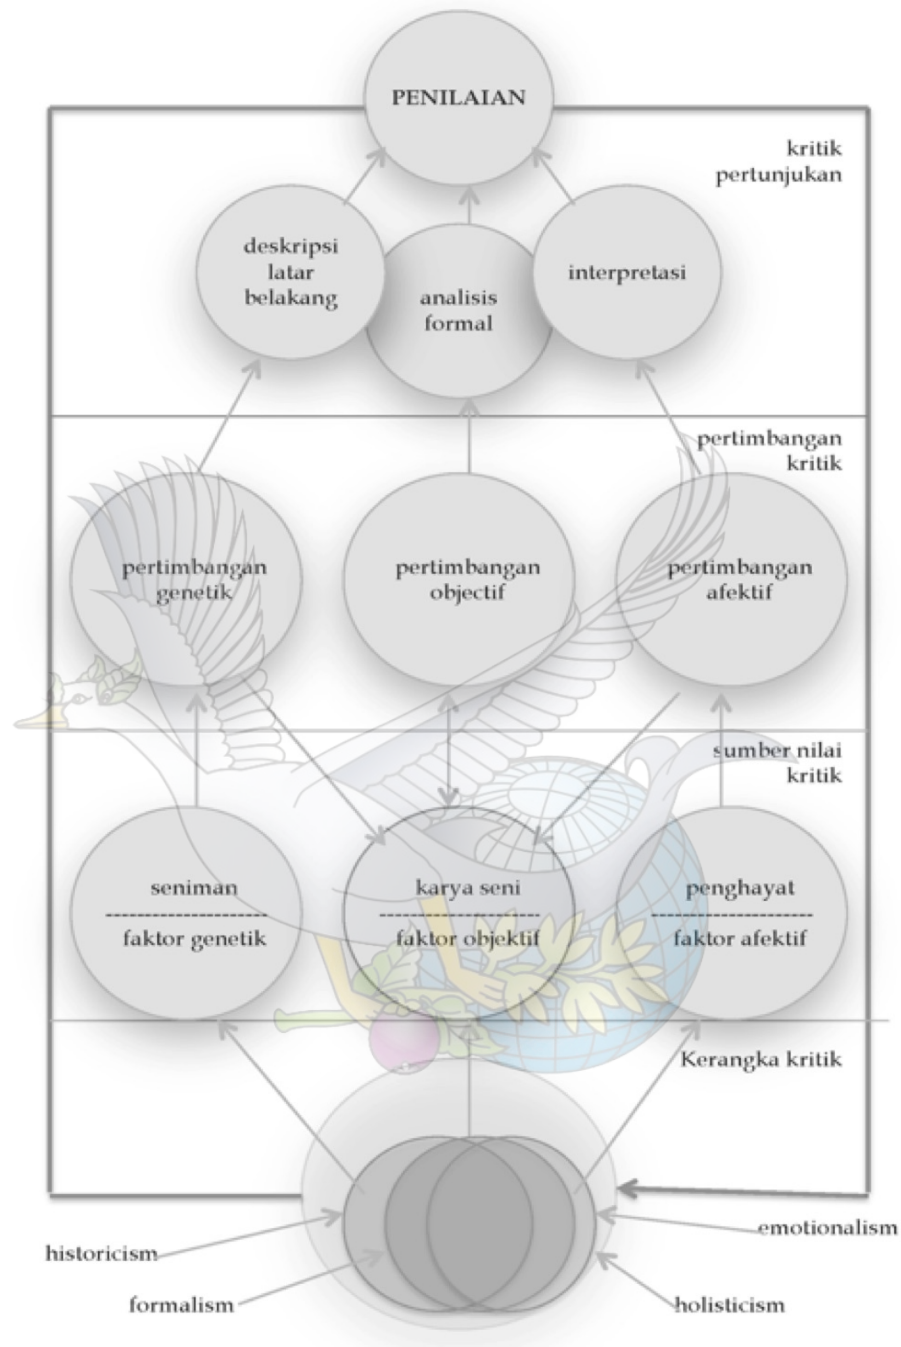 PENILAIAN
kritik
pertunjukan
deskripsi
latar
belakang
analisis
formal
interpretasi
pertimbangan
kritik
pertimbangan
genetik
pertimbangan
objectif
pertimbangan
afektif
sumber nilai
kritik
seniman
faktor genetik
karya seni
faktor objektif
penghayat
faktor afektif
Kerangka kritik
historicism
formalism
emotionalism
holisticism